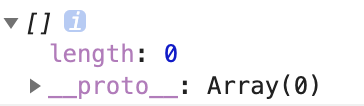 ▼ [] i
length: 0
▶ __proto__: Array(0)